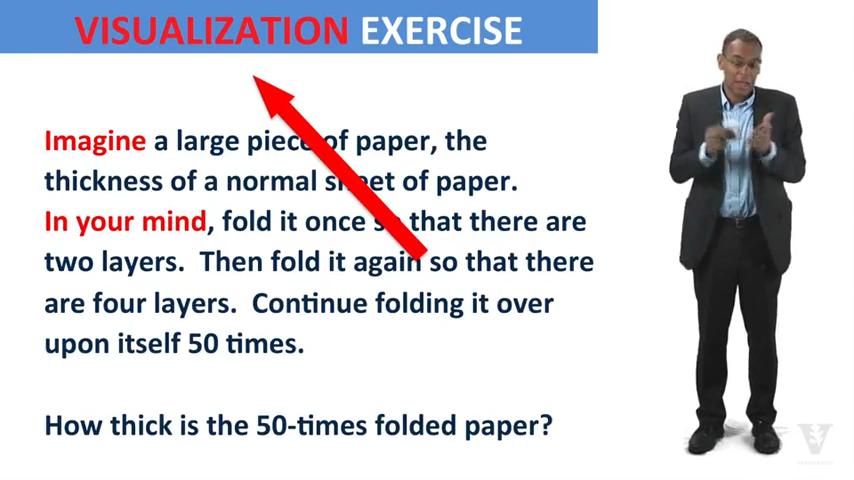 VISUALIZATION EXERCISE
Imagine a large piece of paper, the
thickness of a normal sheet of paper.
In your mind, fold it once so that there are
two layers.  Then fold it again so that there
are four layers.  Continue folding it over
upon itself 50 times.
How thick is the 50-times folded paper?